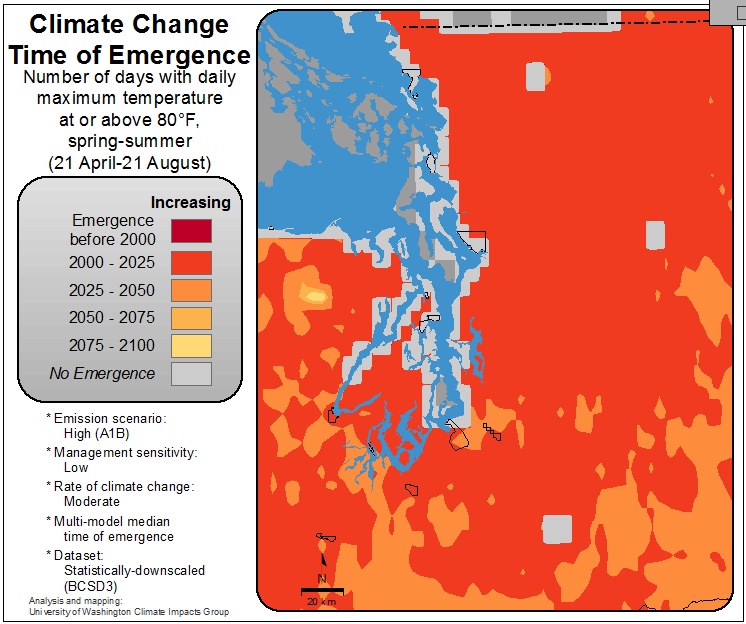 Climate Change
Time of Emergence
Number of days with daily
maximum temperature
at or above 80°F,
spring-summer
(21 April-21 August)
Increasing
Emergence
before 2000
2000 - 2025
2025 - 2050
2050 - 2075
2075 - 2100
No Emergence
* Emission scenario:
High (A1B)
* Management sensitivity:
Low
* Rate of climate change:
Moderate
* Multi-model median
time of emergence
* Dataset:
Statistically-downscaled
(BCSD3)
Analysis and mapping:
University of Washington Climate Impacts Group
N
20 km